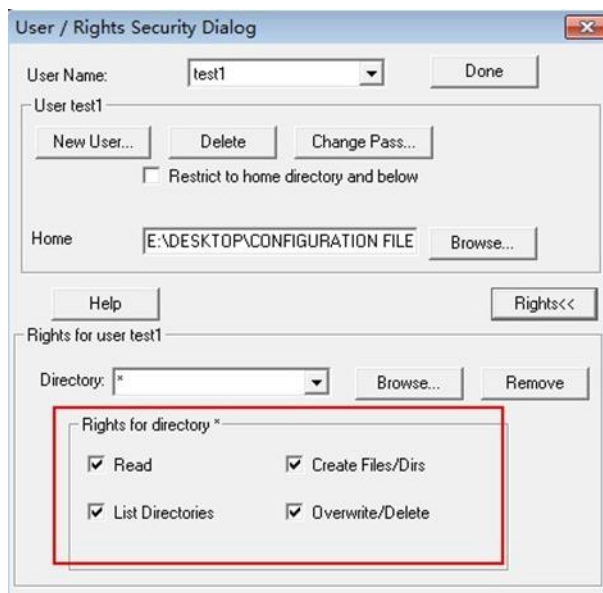 User / Rights Security Dialog
User Name: test1 Done
User test1
New User... Delete Change Pass...
Restrict to home directory and below
Home E:\DESKTOP\CONFIGURATION FILE Browse...
Help Rights<<
Rights for user test1
Directory: * Browse... Remove
Rights for directory *
Read Create Files/Dirs
List Directories Overwrite/Delete